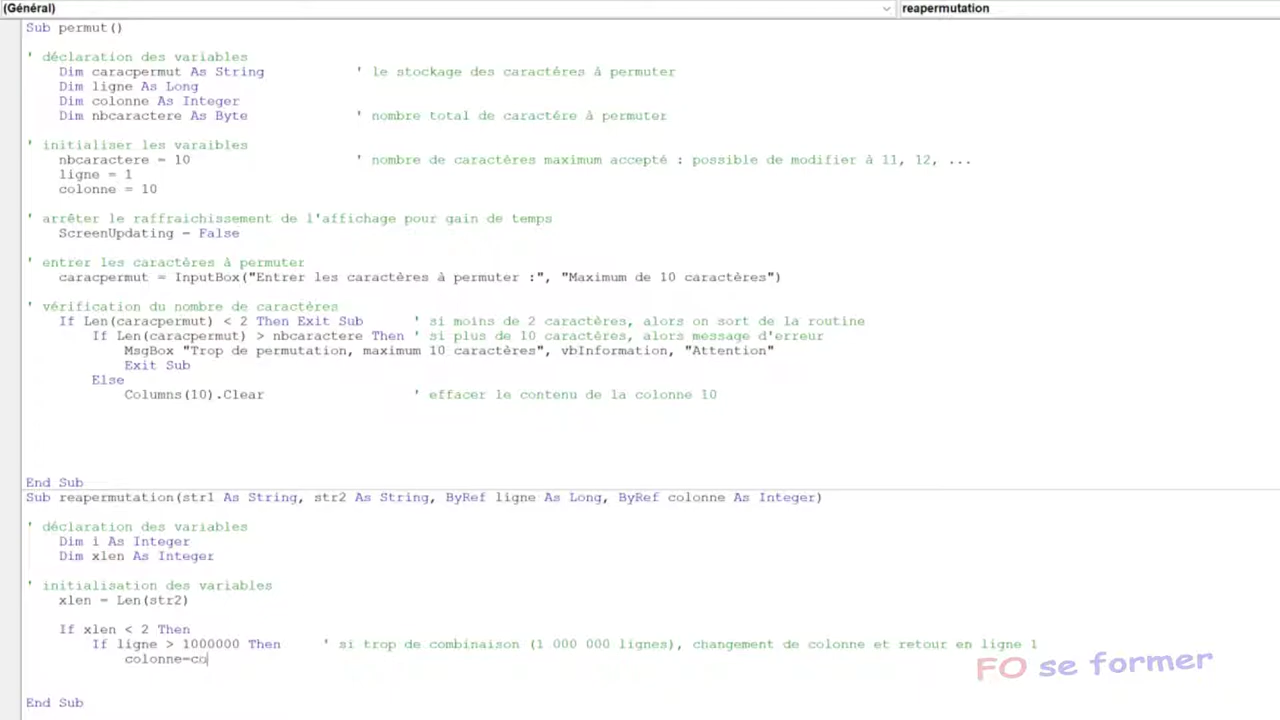 (Général) reapermutation
Sub permut()
' déclaration des variables
Dim caracpermut As String ' le stockage des caractéres à permuter
Dim ligne As Long
Dim colonne As Integer
Dim nbcaractere As Byte ' nombre total de caractére à permuter
' initialiser les varaibles
nbcaractere = 10 ' nombre de caractères maximum accepté : possible de modifier à 11, 12, ...
ligne = 1
colonne = 10
' arrêter le raffraichissement de l'affichage pour gain de temps
ScreenUpdating = False
' entrer les caractères à permuter
caracpermut = InputBox("Entrer les caractères à permuter :", "Maximum de 10 caractères")
' vérification du nombre de caractères
If Len(caracpermut) < 2 Then Exit Sub ' si moins de 2 caractères, alors on sort de la routine
If Len(caracpermut) > nbcaractere Then ' si plus de 10 caractères, alors message d'erreur
MsgBox "Trop de permutation, maximum 10 caractères", vbInformation, "Attention"
Exit Sub
Else
Columns(10).Clear ' effacer le contenu de la colonne 10
End Sub
Sub reapermutation(str1 As String, str2 As String, ByRef ligne As Long, ByRef colonne As Integer)
' déclaration des variables
Dim i As Integer
Dim xlen As Integer
' initialisation des variables
xlen = Len(str2)
If xlen < 2 Then
If ligne > 1000000 Then ' si trop de combinaison (1 000 000 lignes), changement de colonne et retour en ligne 1
colonne=co
FO se former
End Sub